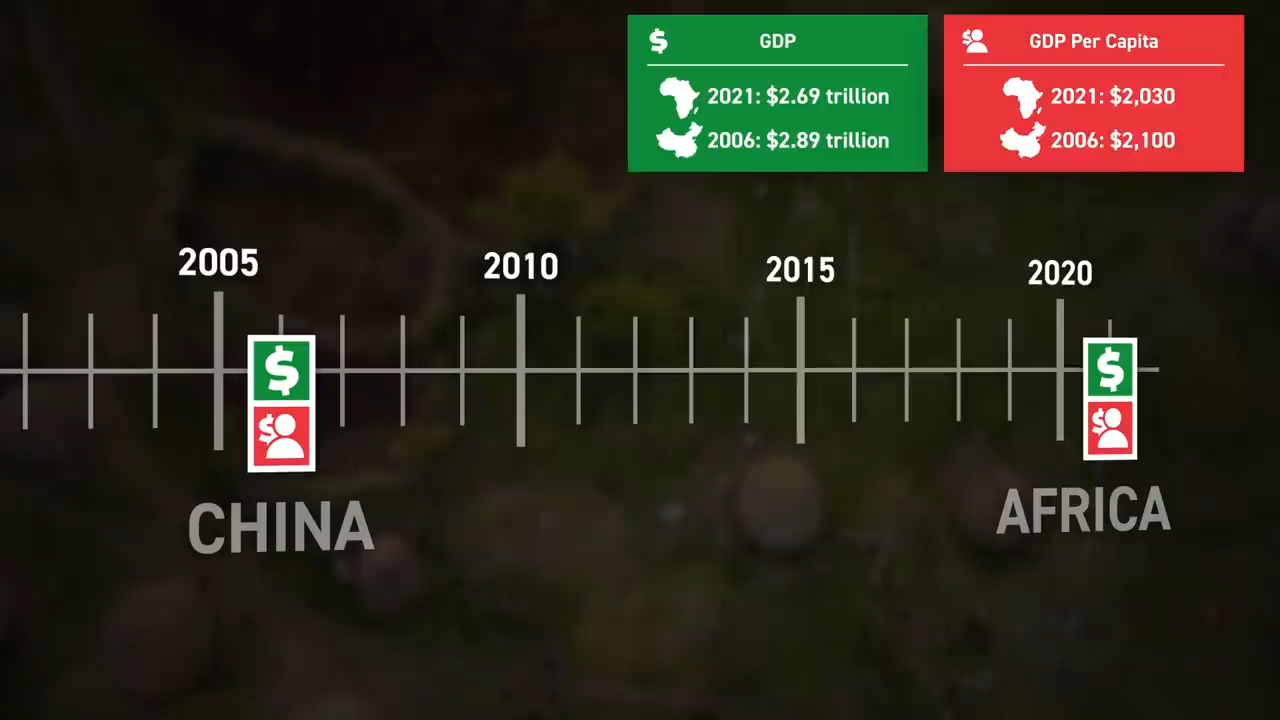 GDP
2021: $2.69 trillion
2006: $2.89 trillion
GDP Per Capita
2021: $2,030
2006: $2,100
2005
2010
2015
2020
$
$
$
$
$
$
CHINA
AFRICA